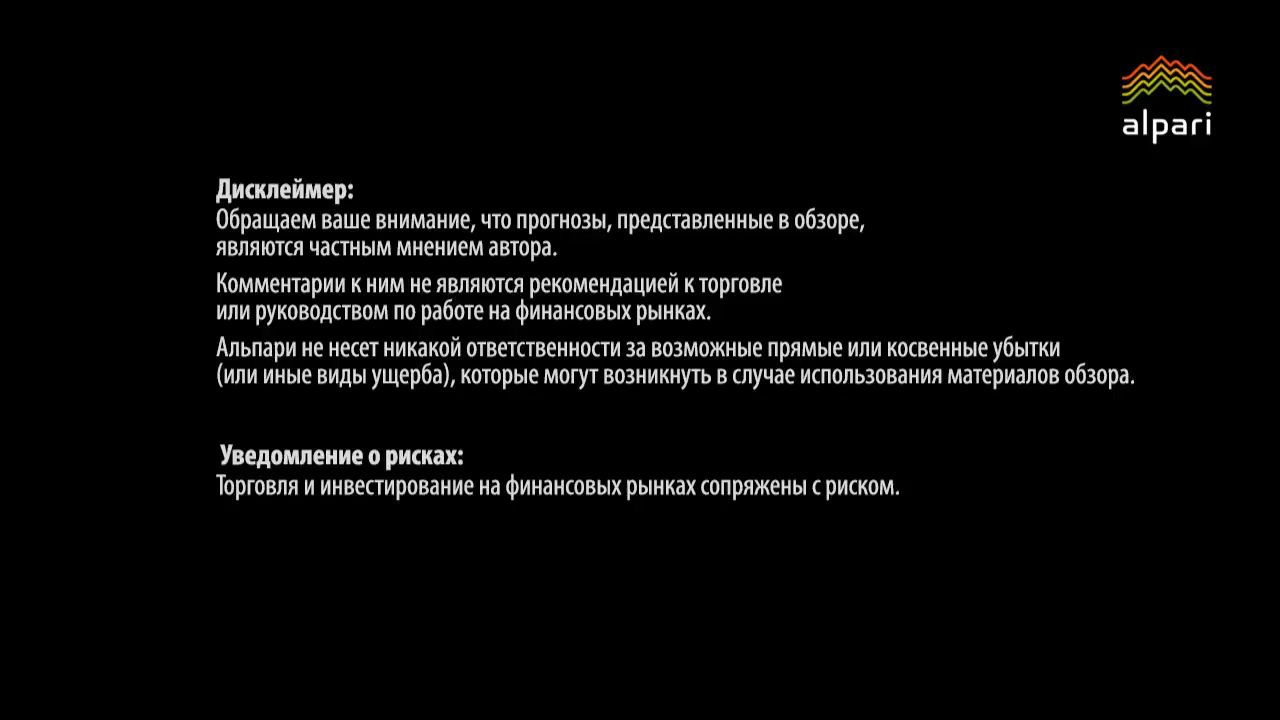 alpari
Дисклеймер:
Обращаем ваше внимание, что прогнозы, представленные в обзоре,
являются частным мнением автора.
Комментарии к ним не являются рекомендацией к торговле
или руководством по работе на финансовых рынках.
Альпари не несет никакой ответственности за возможные прямые или косвенные убытки
(или иные виды ущерба), которые могут возникнуть в случае использования материалов обзора.
Уведомление о рисках:
Торговля и инвестирование на финансовых рынках сопряжены с риском.